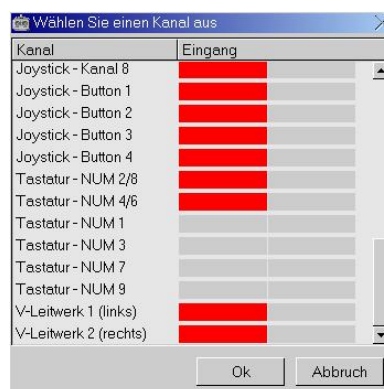 Wählen Sie einen Kanal aus
Kanal Eingang
Joystick - Kanal 8
Joystick - Button 1
Joystick - Button 2
Joystick - Button 3
Joystick - Button 4
Tastatur - NUM 2/8
Tastatur - NUM 4/6
Tastatur - NUM 1
Tastatur - NUM 3
Tastatur - NUM 7
Tastatur - NUM 9
V-Leitwerk 1 (links)
V-Leitwerk 2 (rechts)
Ok Abbruch